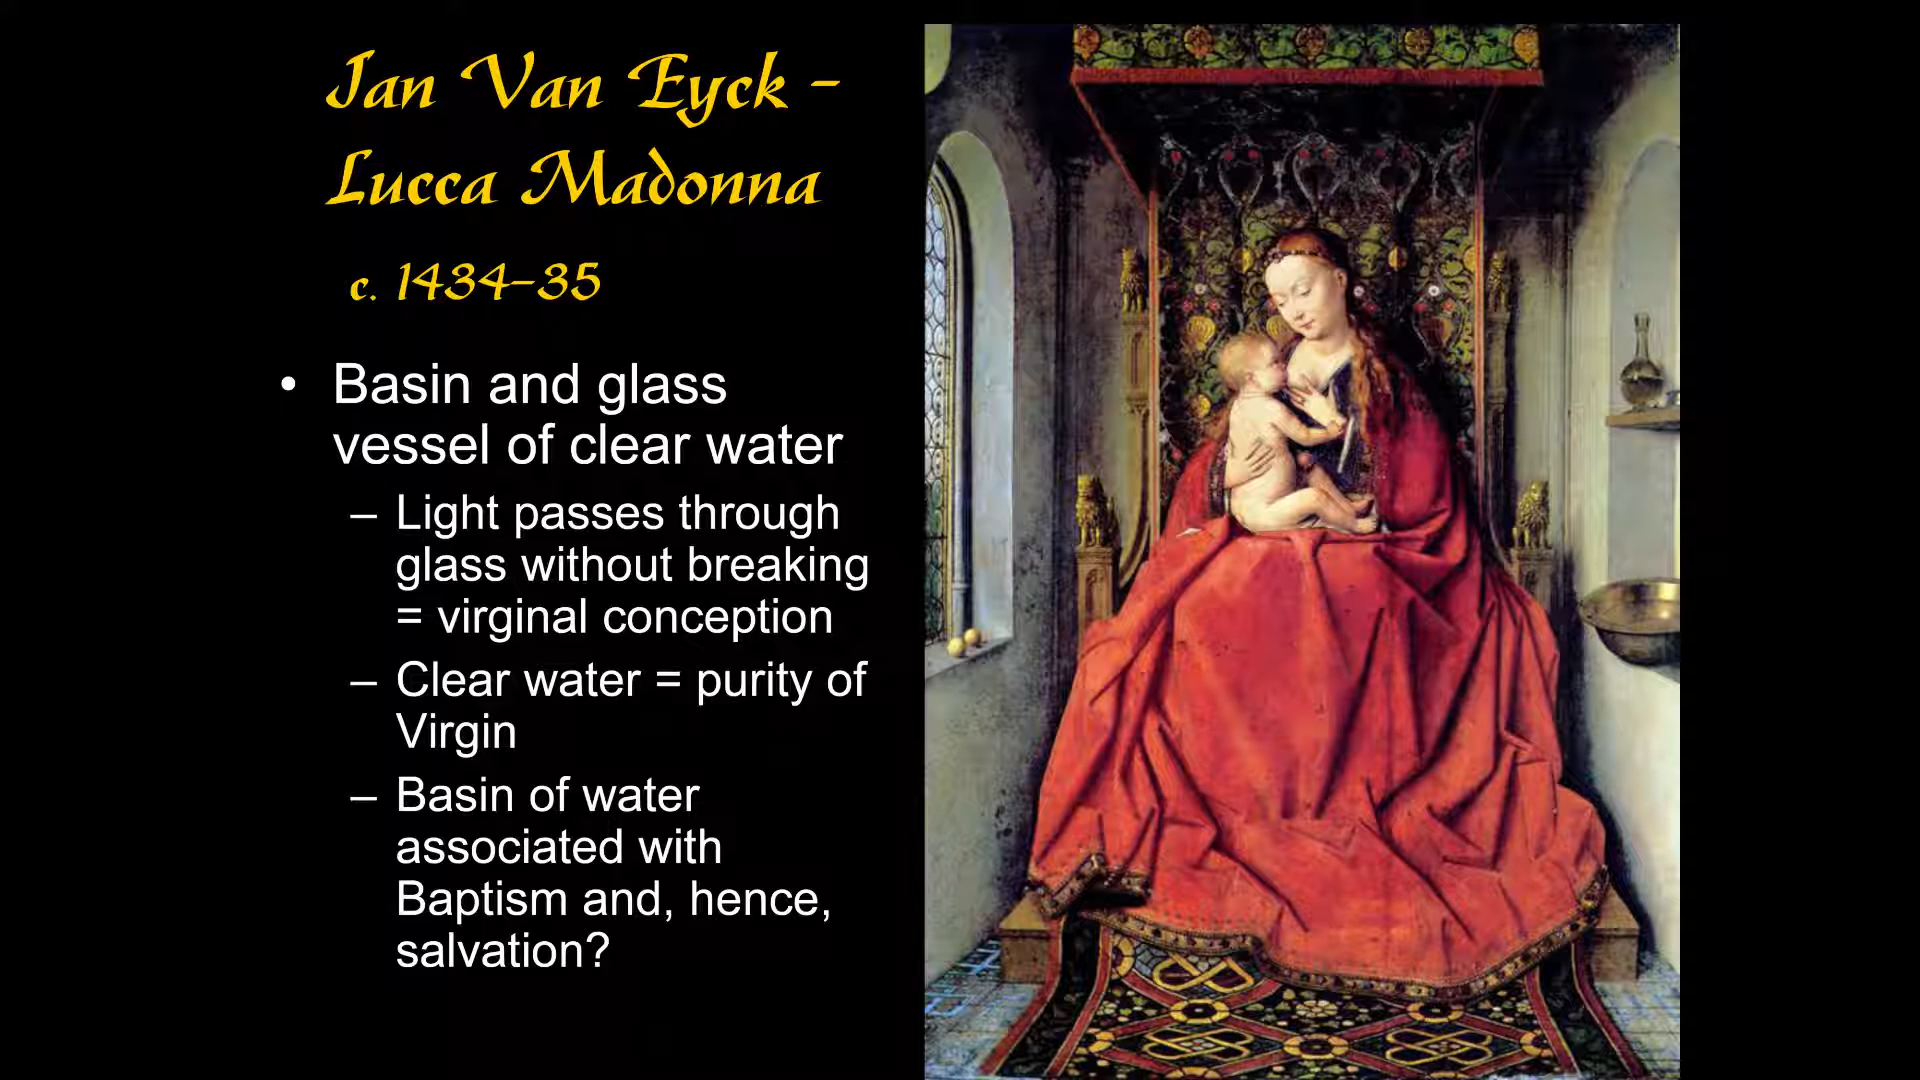 Jan Van Eyck –
Lucca Madonna
c. 1434–35
• Basin and glass
vessel of clear water
– Light passes through
glass without breaking
= virginal conception
– Clear water = purity of
Virgin
– Basin of water
associated with
Baptism and, hence,
salvation?